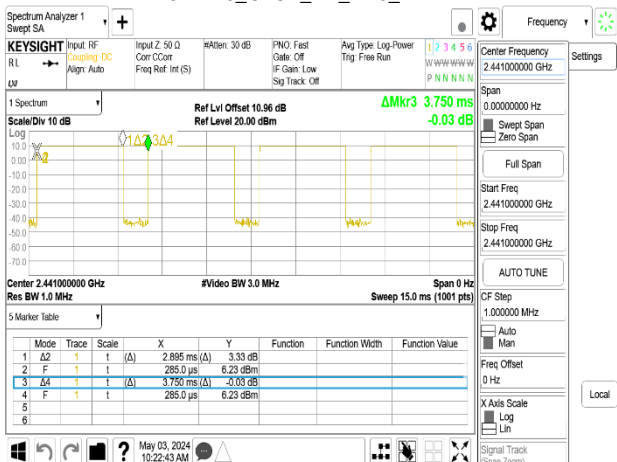 Spectrum Analyzer 1
Swept SA
Frequency
KEYSIGHT
Input: RF
Coupling: DC
Align: Auto
Input Z: 50 Ω
Corr CCorr
Freq Ref: Int (S)
#Atten: 30 dB
PNO: Fast
Gate: Off
IF Gain: Low
Sig Track: Off
Avg Type: Log-Power
Trig: Free Run
1 2 3 4 5 6
W W W W W W
P N N N N N
RL
1 Spectrum
Scale/Div 10 dB
Ref Lvl Offset 10.96 dB
Ref Level 20.00 dBm
ΔMkr3 3.750 ms
-0.03 dB
Log
10.0
0.00
-10.0
-20.0
-30.0
-40.0
-50.0
-60.0
-70.0
1Δ2
3Δ4
Center 2.441000000 GHz
Res BW 1.0 MHz
#Video BW 3.0 MHz
Span 0 Hz
Sweep 15.0 ms (1001 pts)
5 Marker Table
Mode Trace Scale X Y Function Function Width Function Value
1 Δ2 1 t (Δ) 2.895 ms (Δ) 3.33 dB
2 F 1 t 285.0 µs 6.23 dBm
3 Δ4 1 t (Δ) 3.750 ms (Δ) -0.03 dB
4 F 1 t 285.0 µs 6.23 dBm
5
6
May 03, 2024
10:22:43 AM
Center Frequency
2.441000000 GHz
Settings
Span
0.00000000 Hz
Swept Span
Zero Span
Full Span
Start Freq
2.441000000 GHz
Stop Freq
2.441000000 GHz
AUTO TUNE
CF Step
1.000000 MHz
Auto
Man
Freq Offset
0 Hz
X Axis Scale
Log
Lin
Local
Signal Track
(Span Zoom)